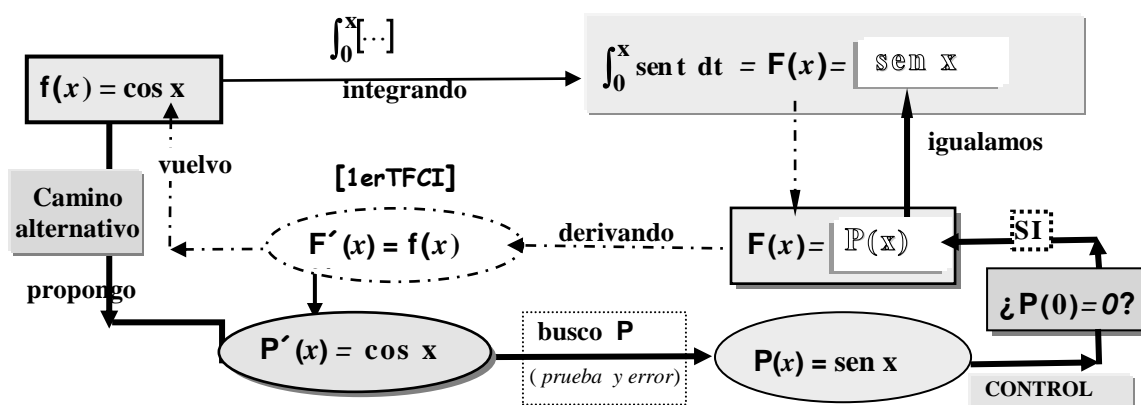 ∫₀ˣ[…]
integrando
f(x) = cos x
∫₀ˣ sen t dt = F(x) = sen x
vuelvo
igualamos
Camino
alternativo
[1erTFCI]
F´(x) = f(x)
derivando
F(x) = P(x)
SI
propongo
¿P(0)=0?
P´(x) = cos x
busco P
(prueba y error)
P(x) = sen x
CONTROL